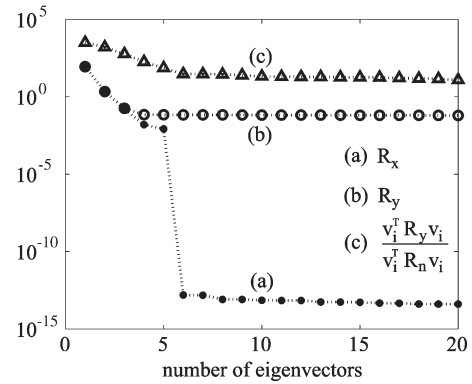 10^5
10^0
10^-5
10^-10
10^-15
0 5 10 15 20
number of eigenvectors
(c)
(b)
(a)
(a) R_x
(b) R_y
(c) v_i^T R_y v_i / v_i^T R_n v_i